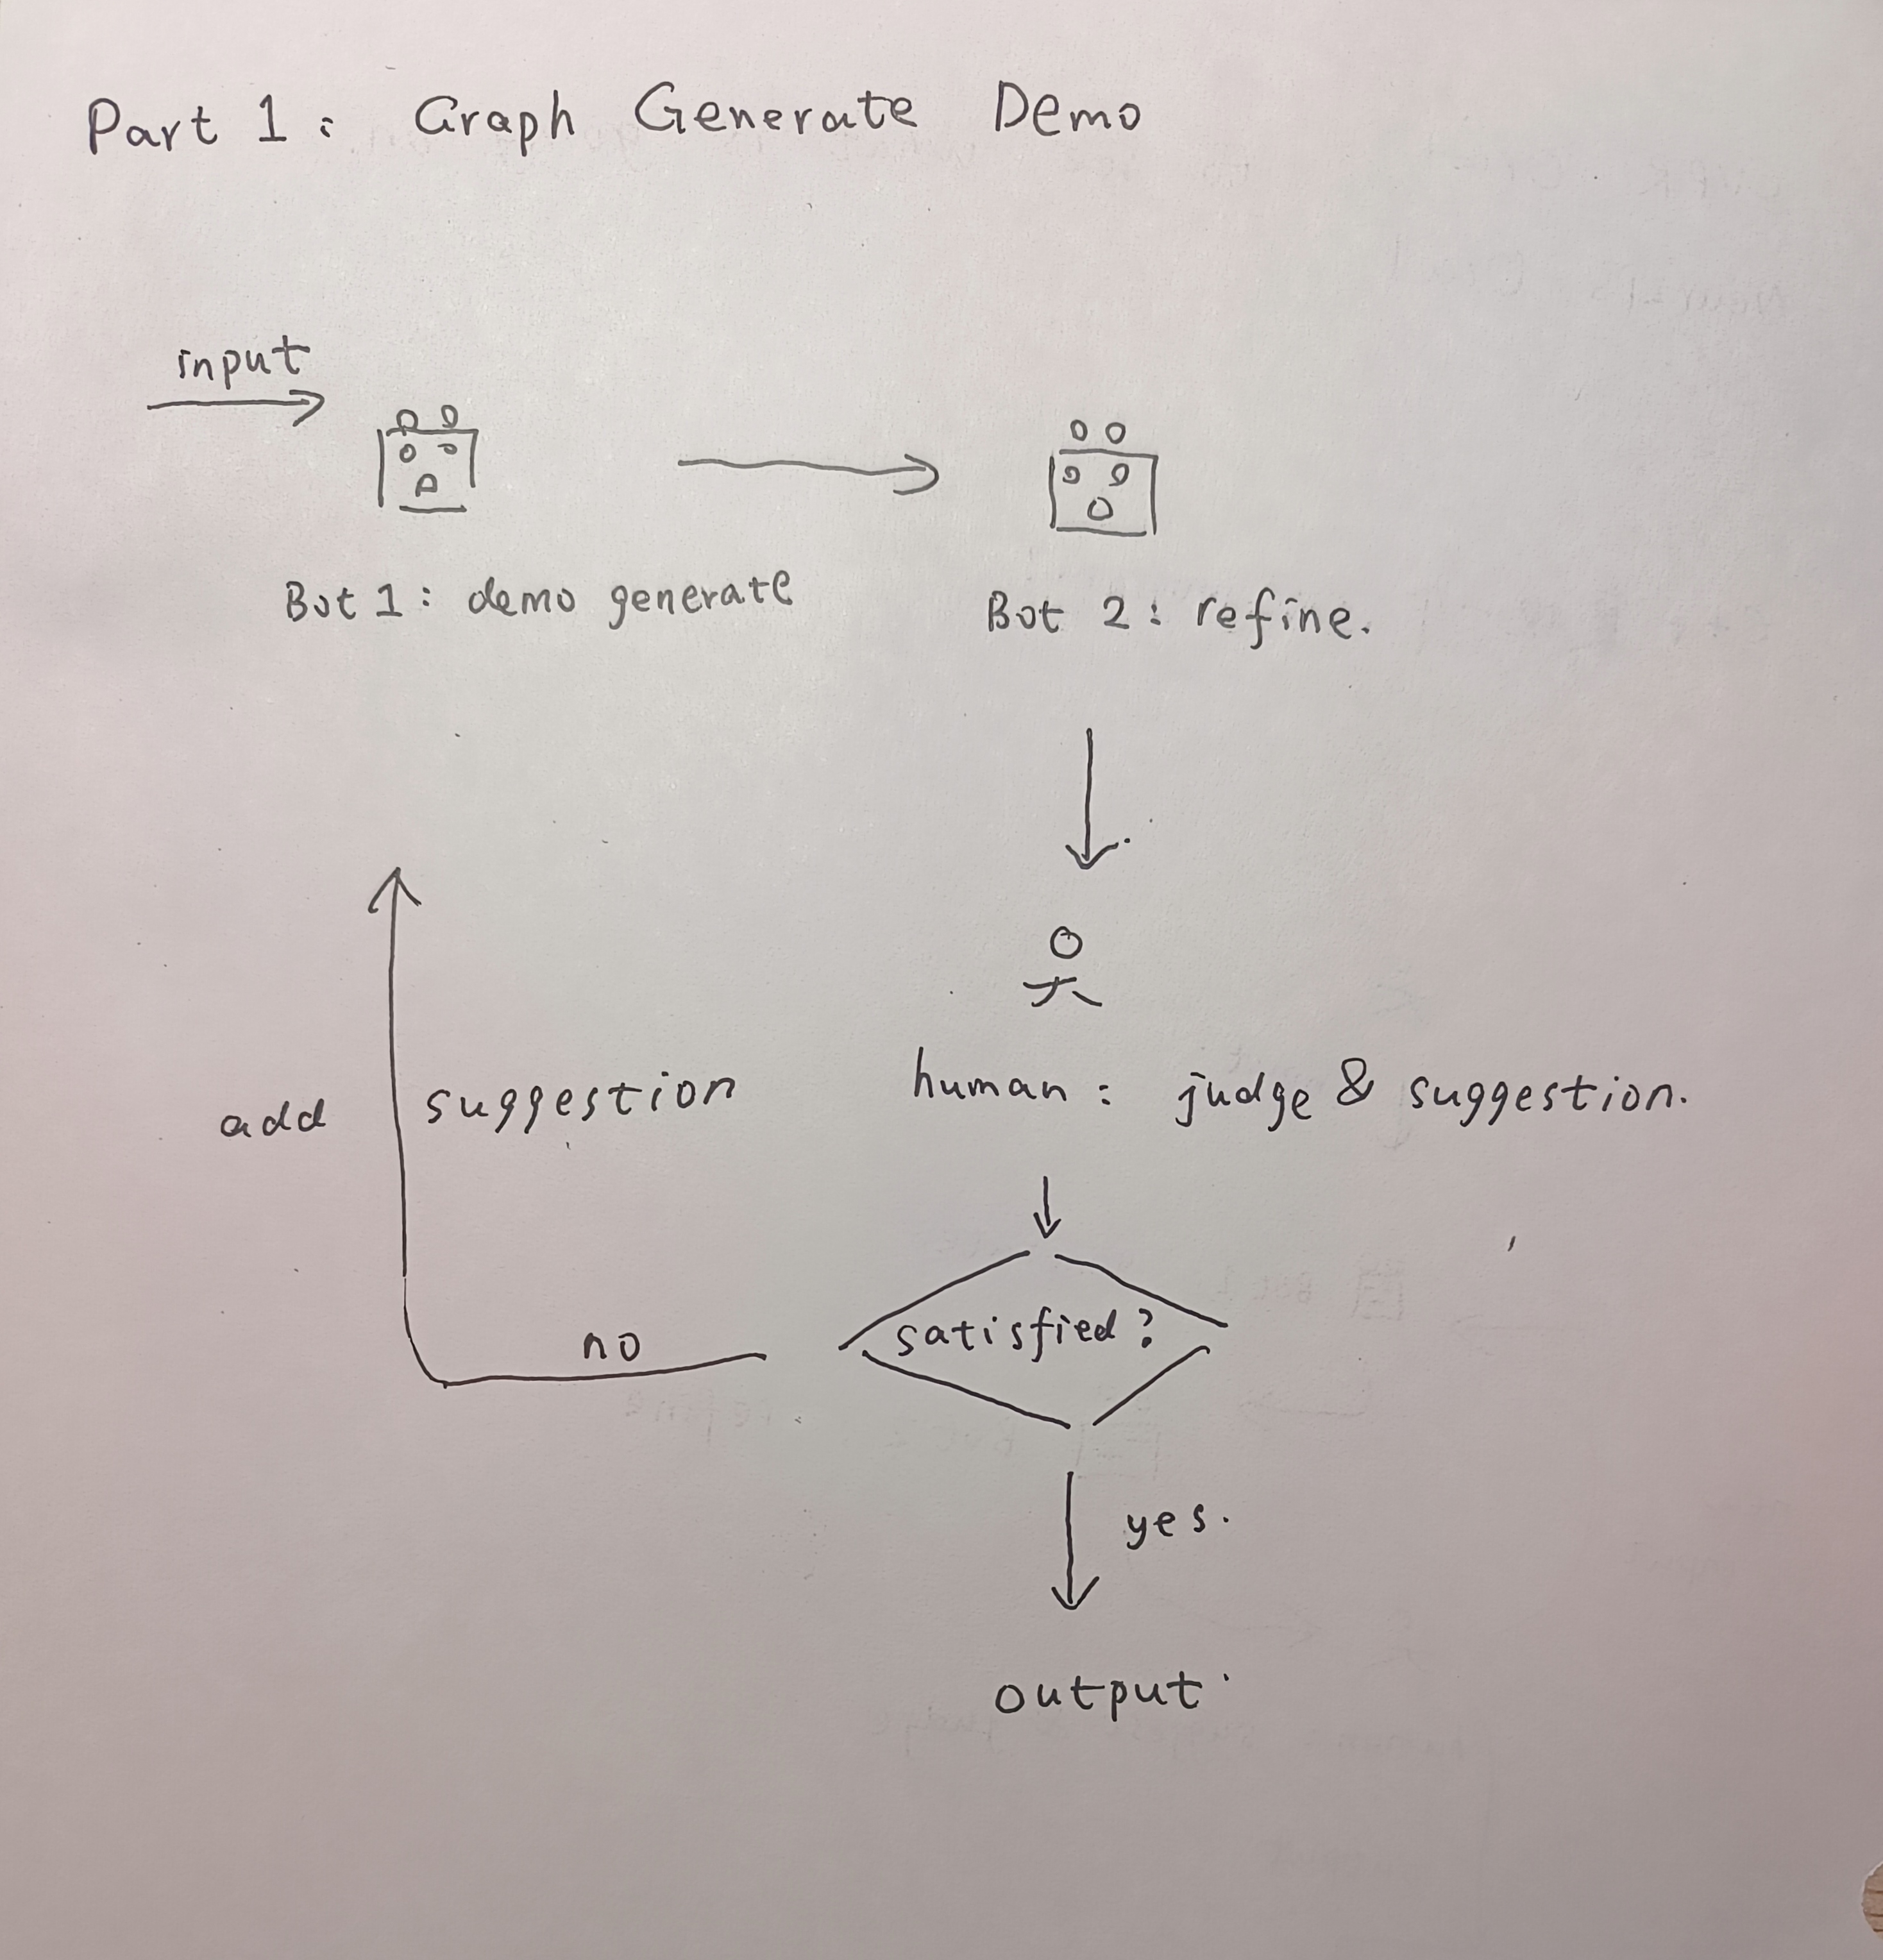 Part 1: Graph Generate Demo
input
Bot 1: demo generate
Bot 2: refine.
human: judge & suggestion.
add suggestion
satisfied?
no
yes.
output.